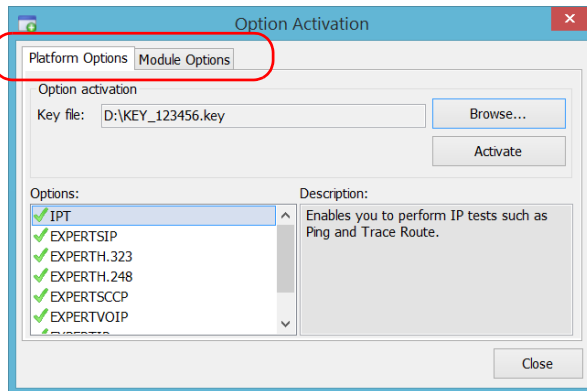 Option Activation
Platform Options Module Options
Option activation
Key file: D:\KEY_123456.key Browse...
Activate
Options: Description:
IPT Enables you to perform IP tests such as
EXPERTSIP Ping and Trace Route.
EXPERTH.323
EXPERTH.248
EXPERTSCCP
EXPERTVOIP
Close